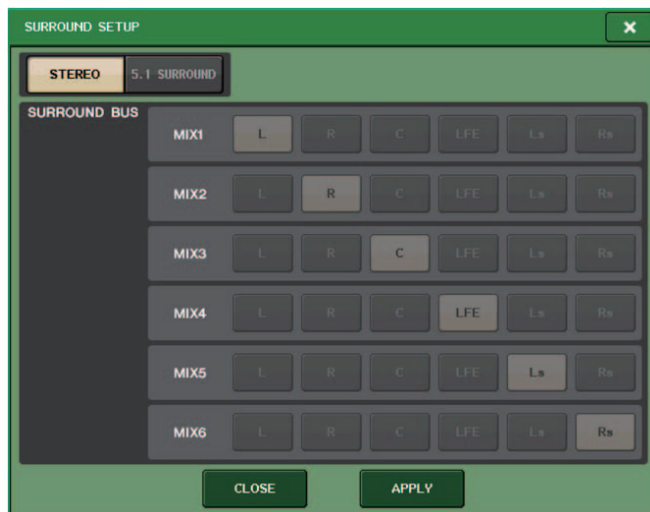 SURROUND SETUP
STEREO 5.1 SURROUND
SURROUND BUS
MIX1 L R C LFE Ls Rs
MIX2 L R C LFE Ls Rs
MIX3 L R C LFE Ls Rs
MIX4 L R C LFE Ls Rs
MIX5 L R C LFE Ls Rs
MIX6 L R C LFE Ls Rs
CLOSE APPLY